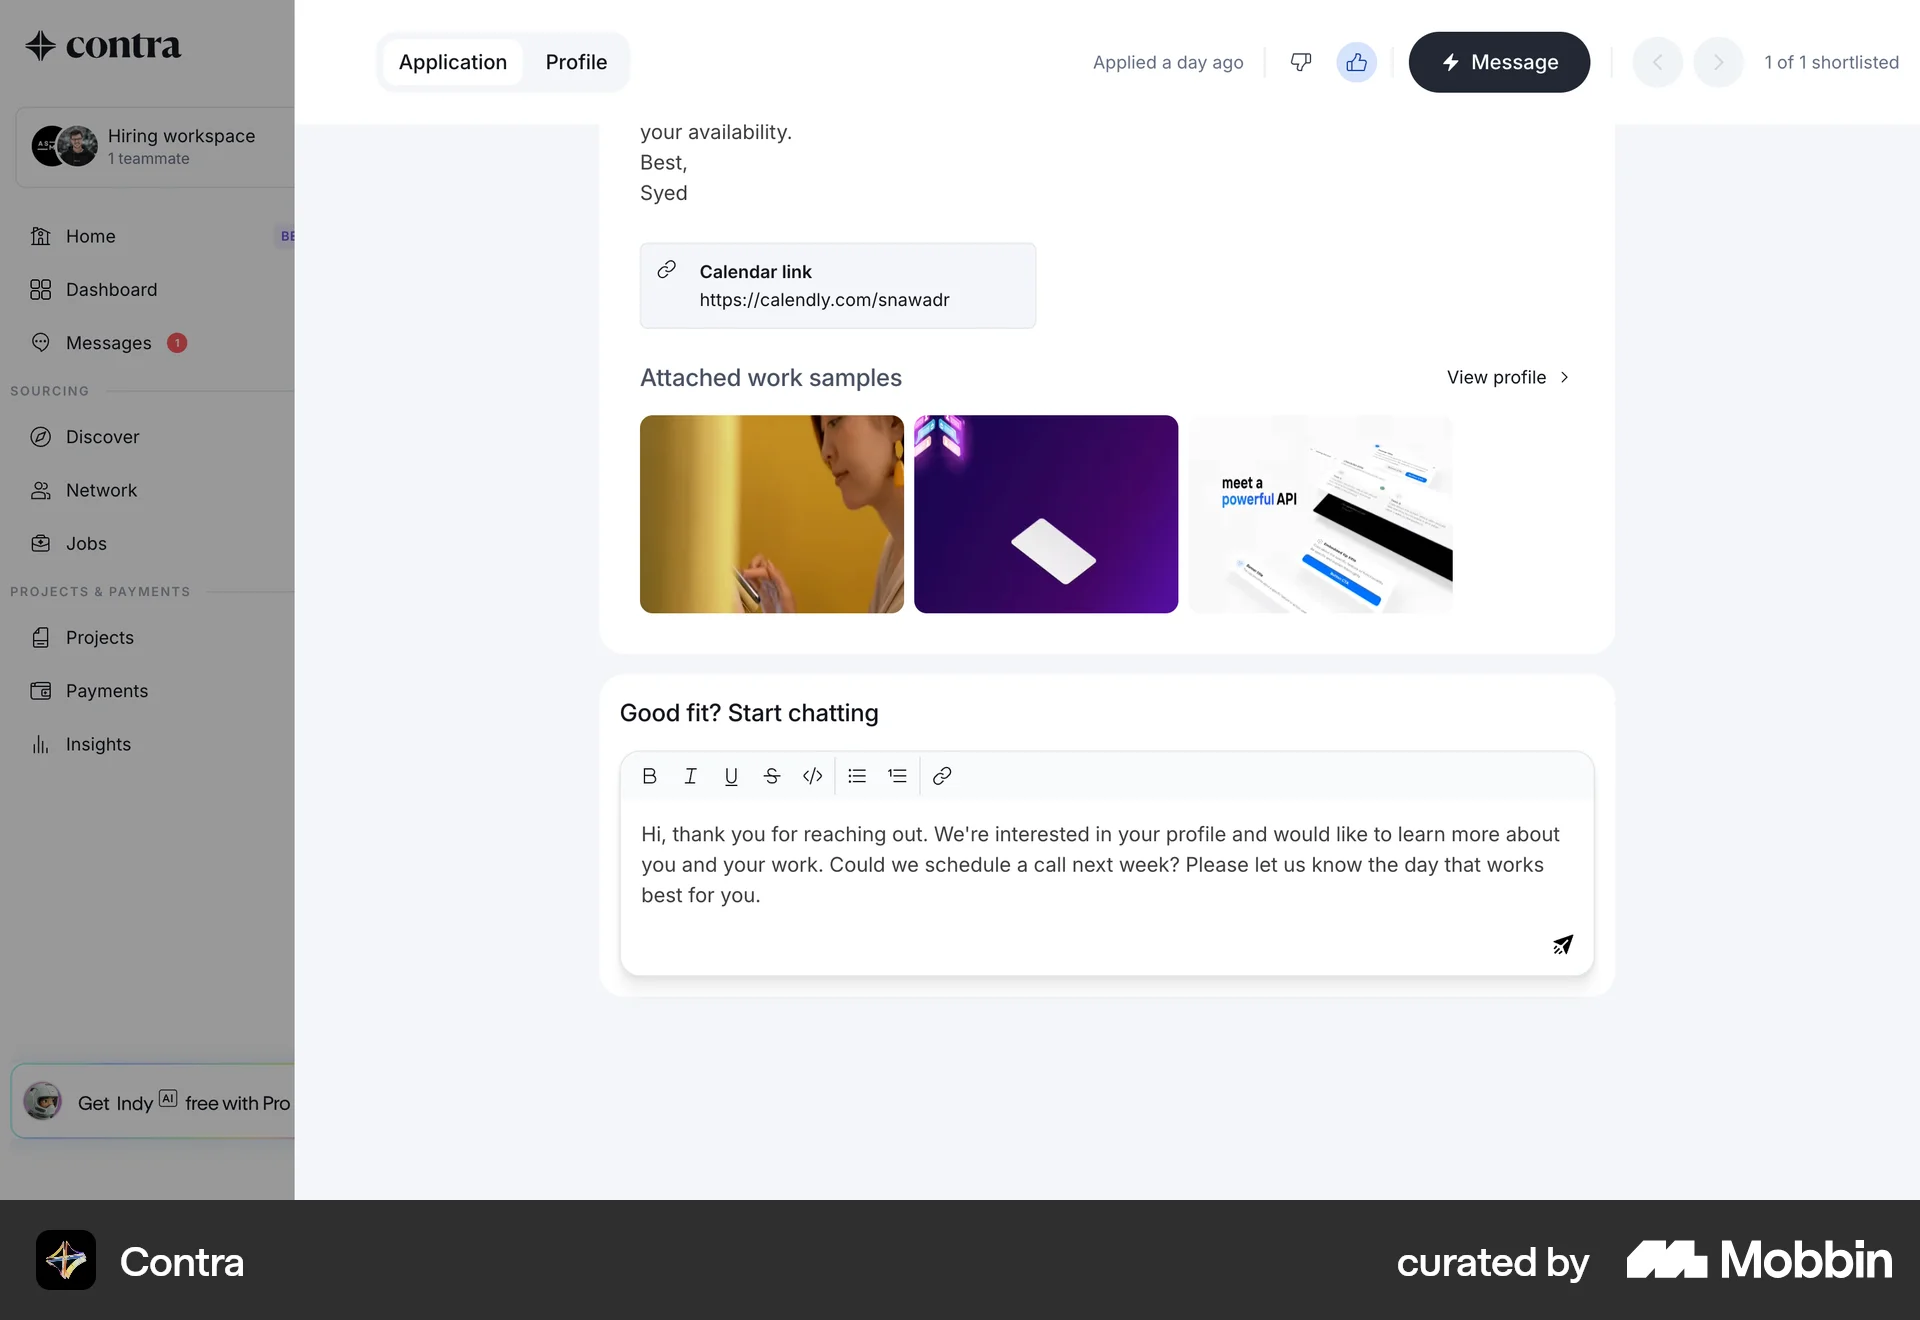 contra
Hiring workspace
1 teammate
Home
BE
Dashboard
Messages 1
SOURCING
Discover
Network
Jobs
PROJECTS & PAYMENTS
Projects
Payments
Insights
Get Indy AI free with Pro
Application Profile
Applied a day ago
Message
1 of 1 shortlisted
your availability.
Best,
Syed
Calendar link
https://calendly.com/snawadr
Attached work samples
View profile
meet a
powerful API
Good fit? Start chatting
B I U S </>
Hi, thank you for reaching out. We're interested in your profile and would like to learn more about
you and your work. Could we schedule a call next week? Please let us know the day that works
best for you.
Contra
curated by Mobbin